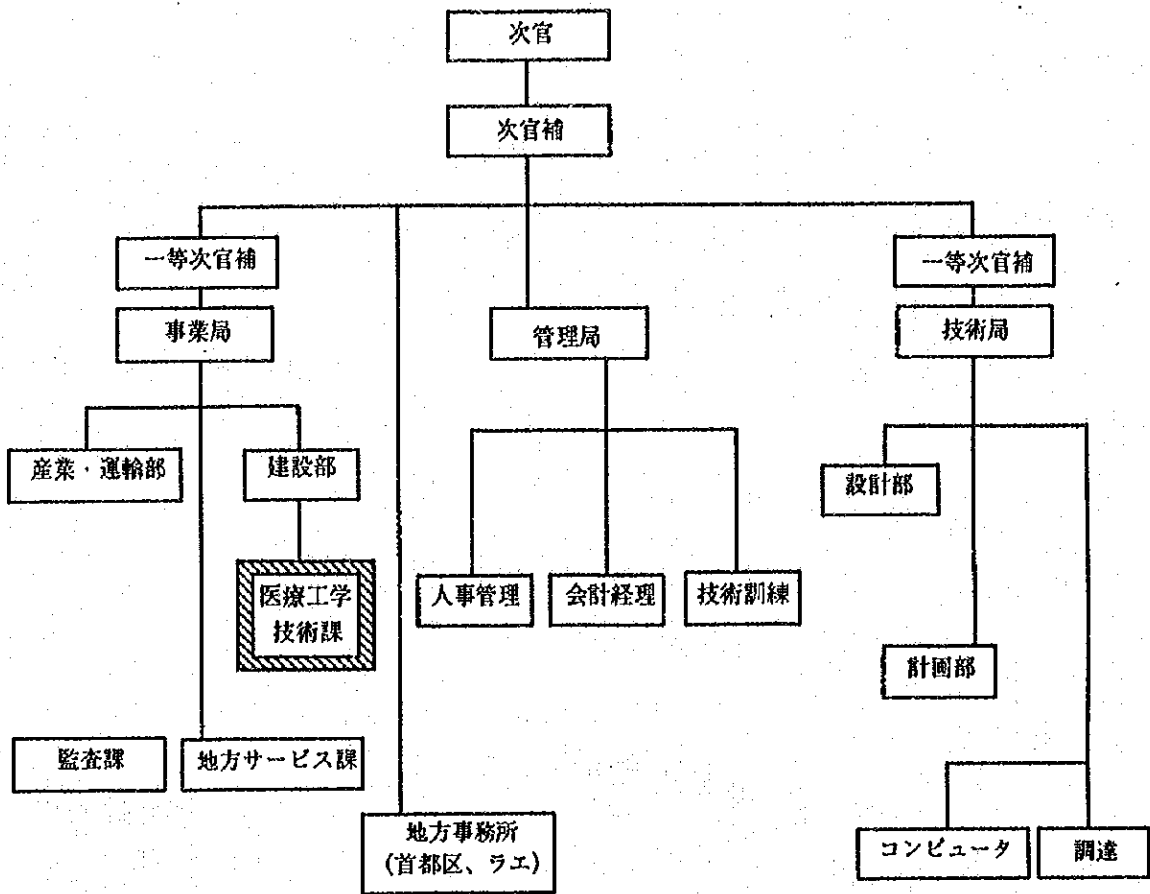 次官
次官補
一等次官補
一等次官補
事業局
管理局
技術局
産業・運輸部
建設部
設計部
医療工学
技術課
人事管理
会計経理
技術訓練
計画部
監査課
地方サービス課
地方事務所
(首都区、ラエ)
コンピュータ
調達